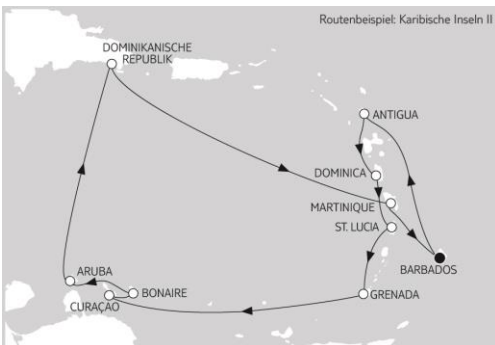 Routenbeispiel: Karibische Inseln II
DOMINIKANISCHE
REPUBLIK
ANTIGUA
DOMINICA
MARTINIQUE
ST. LUCIA
BARBADOS
ARUBA
BONAIRE
CURAÇAO
GRENADA